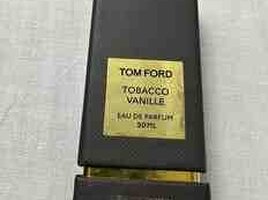 TOM FORD
TOBACCO
VANILLE
EAU DE PARFUM
50ML